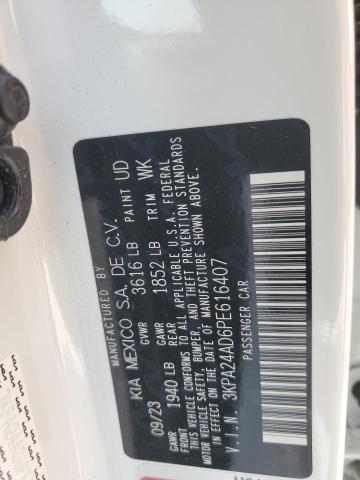 MANUFACTURED BY
KIA MEXICO S.A. DE C.V.
09/23 GVWR 3616 LB PAINT UD
GAWR FRT 1940 LB GAWR REAR 1852 LB TRIM WK
THIS VEHICLE CONFORMS TO ALL APPLICABLE U.S.A. FEDERAL
MOTOR VEHICLE SAFETY, BUMPER, AND THEFT PREVENTION STANDARDS
IN EFFECT ON THE DATE OF MANUFACTURE SHOWN ABOVE.
V.I.N. 3KPA24AD6PE616407
PASSENGER CAR